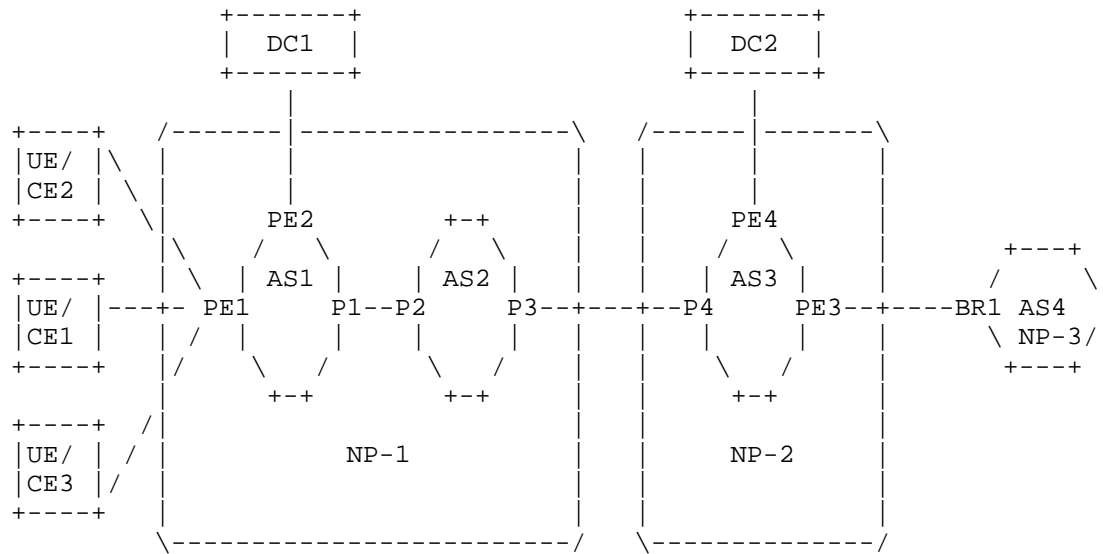 DC1 DC2
UE/
CE2
PE2 PE4
AS1 AS2 AS3
UE/ PE1 P1 P2 P3 P4 PE3 BR1 AS4
CE1 NP-3
UE/ NP-1 NP-2
CE3